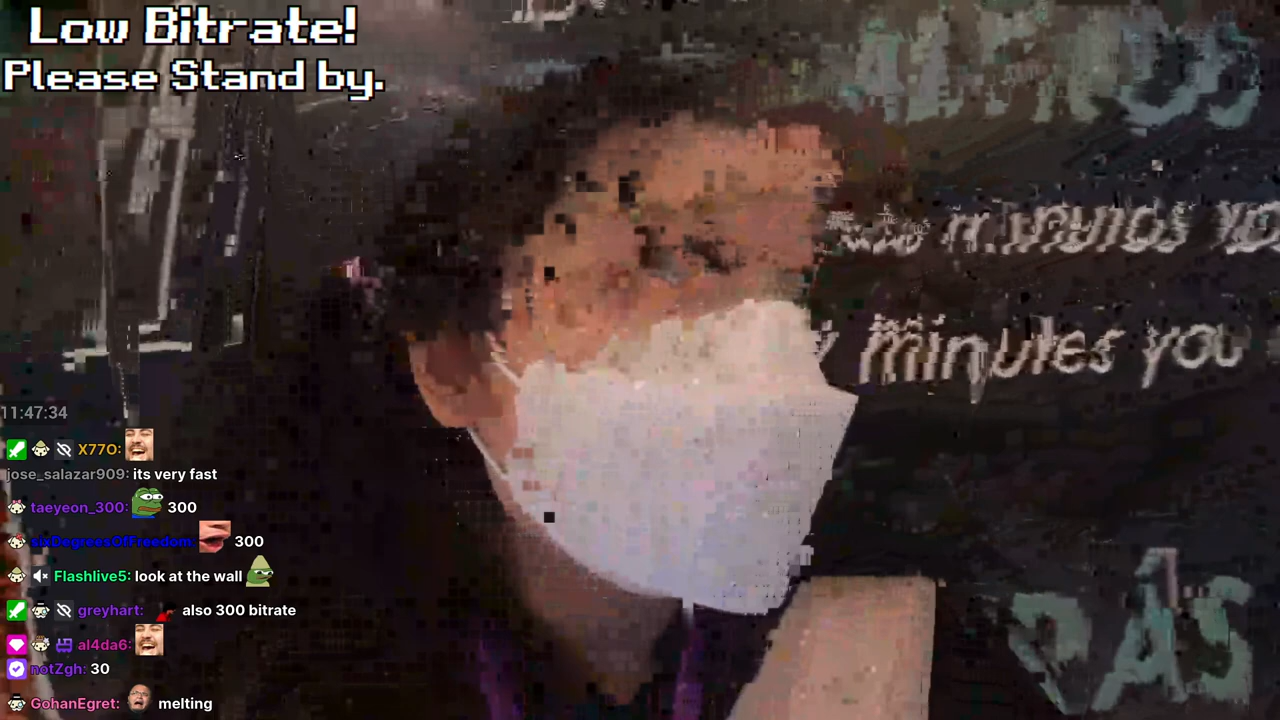 Low Bitrate!
Please Stand by.
minutes you
11:47:34
X77O:
jose_salazar909: its very fast
taeyeon_300: 300
sixDegreesOfFreedom: 300
Flashlive5: look at the wall
greyhart: also 300 bitrate
al4da6:
notZgh: 30
GohanEgret: melting